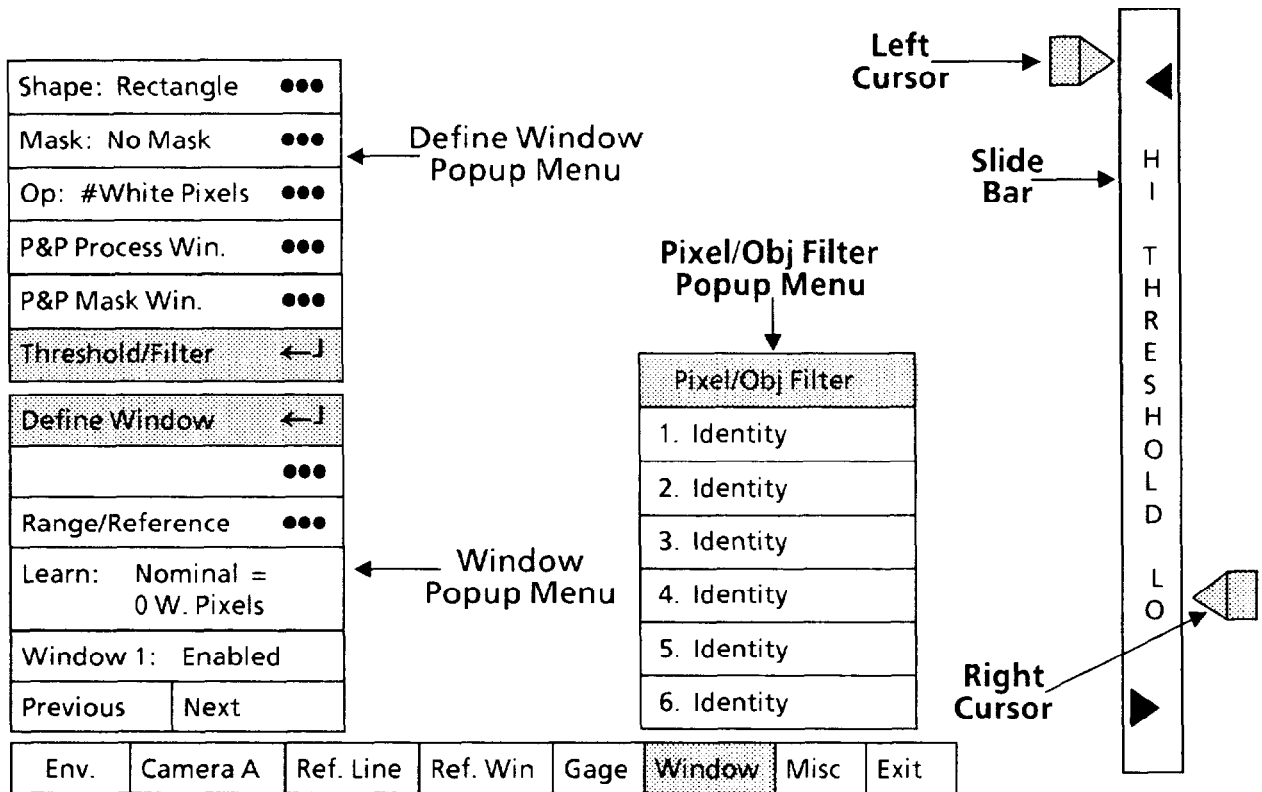 Shape: Rectangle
Mask: No Mask
Op: #White Pixels
P&P Process Win.
P&P Mask Win.
Threshold/Filter
Define Window
Popup Menu
Define Window
Range/Reference
Learn: Nominal =
0 W. Pixels
Window 1: Enabled
Previous Next
Window
Popup Menu
Pixel/Obj Filter
Popup Menu
Pixel/Obj Filter
1. Identity
2. Identity
3. Identity
4. Identity
5. Identity
6. Identity
Left
Cursor
Slide
Bar
HI THRESHOLD LO
Right
Cursor
Env. Camera A Ref. Line Ref. Win Gage Window Misc Exit